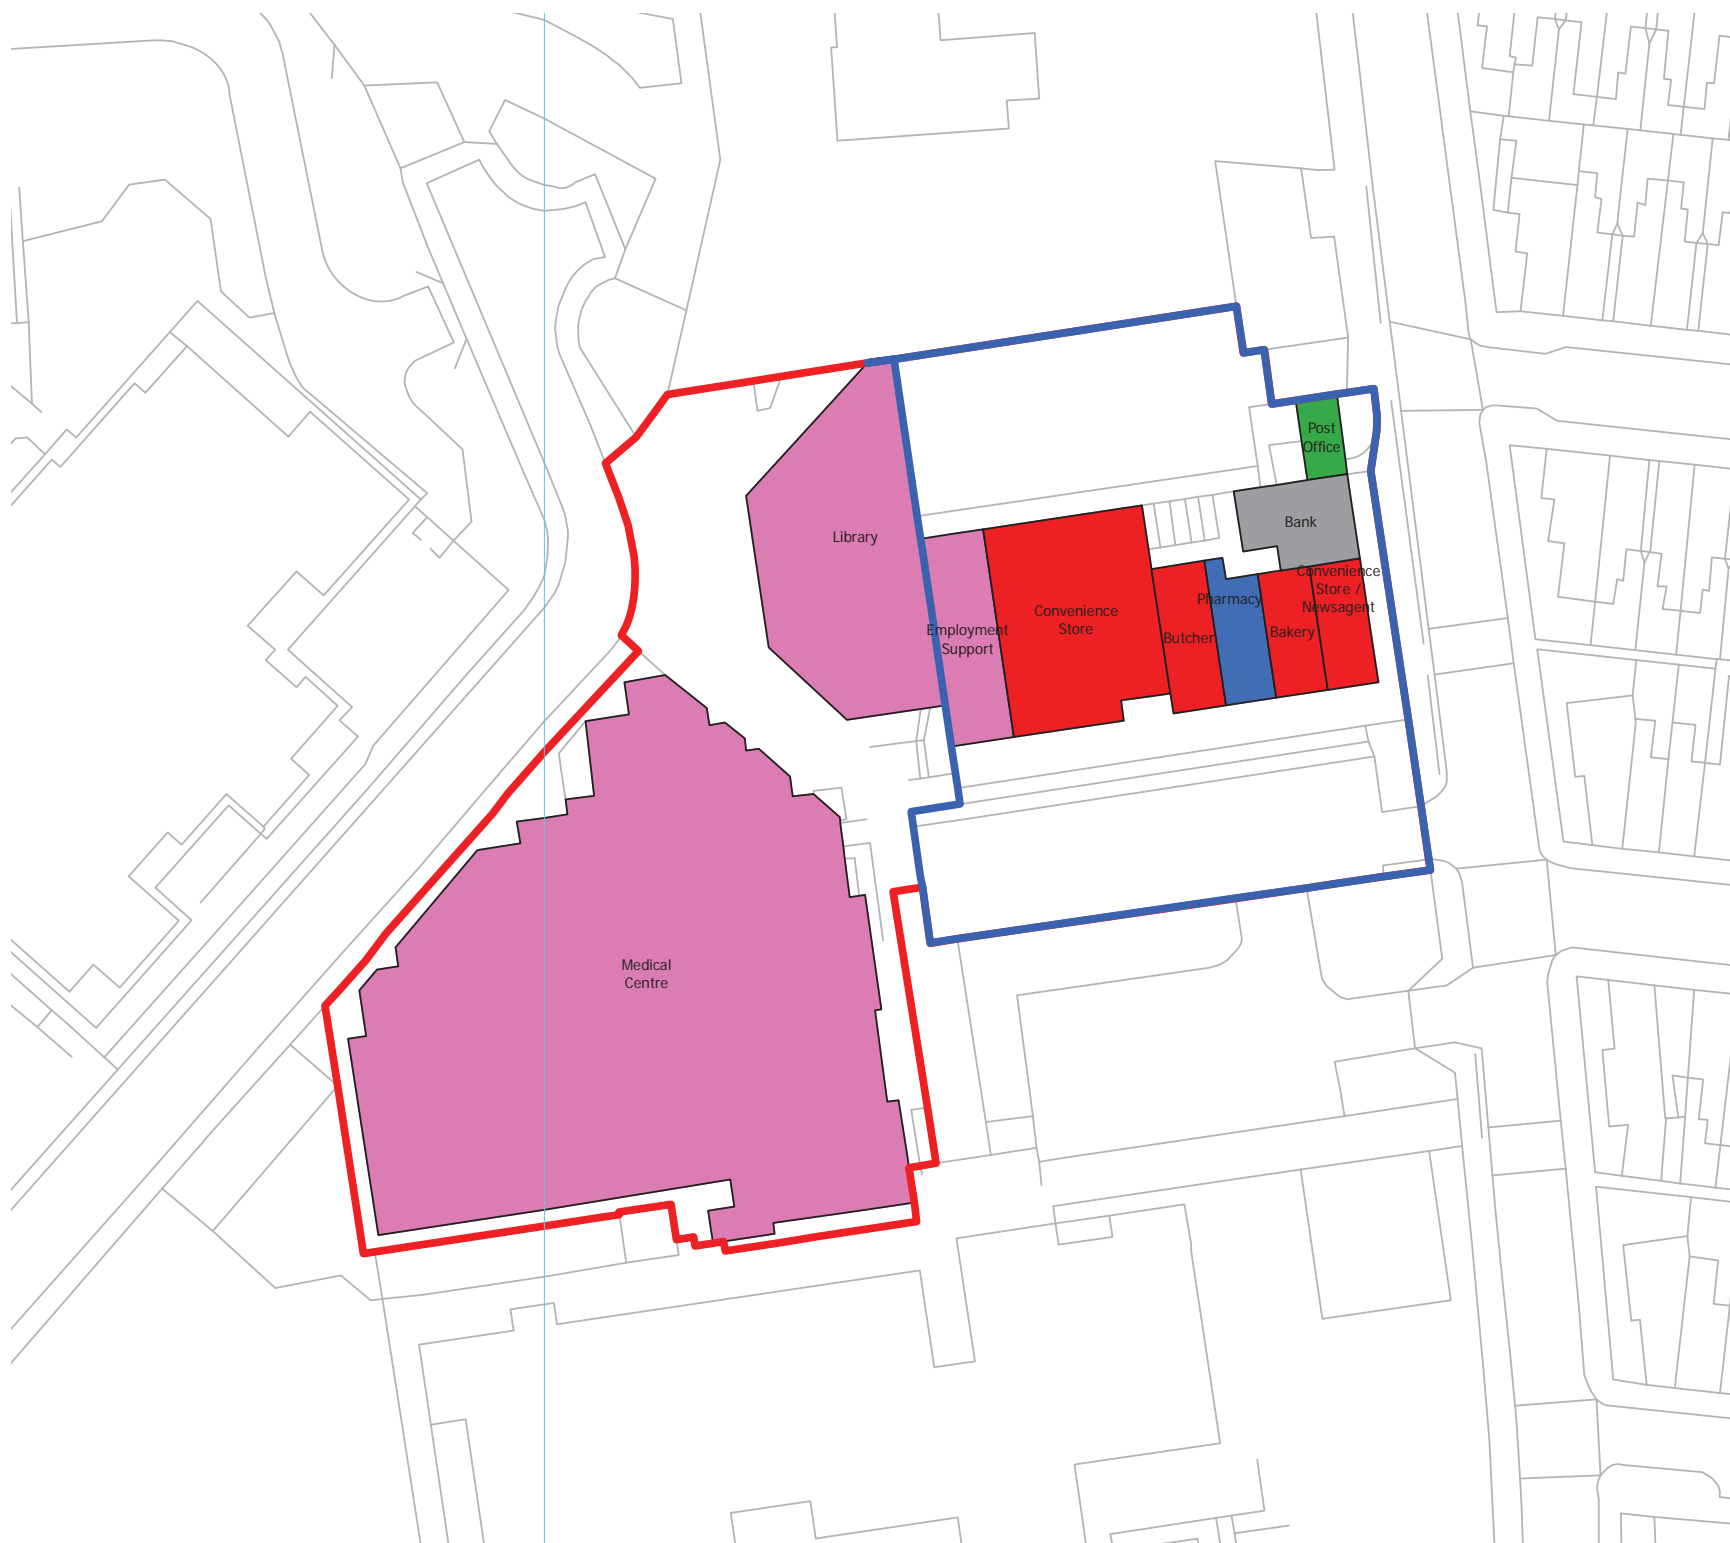 Post
Office
Bank
Library
Convenience
Store /
Newsagent
Pharmacy
Convenience
Store
Employment
Support
Butcher
Bakery
Medical
Centre